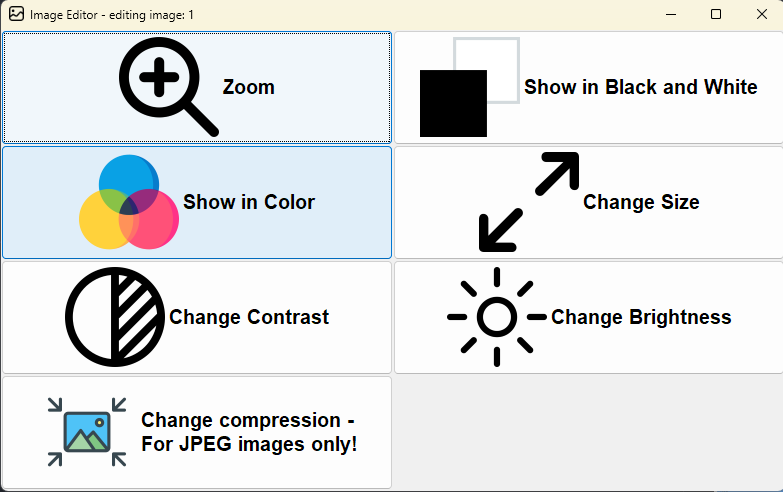 Image Editor - editing image: 1
Zoom
Show in Black and White
Show in Color
Change Size
Change Contrast
Change Brightness
Change compression -
For JPEG images only!